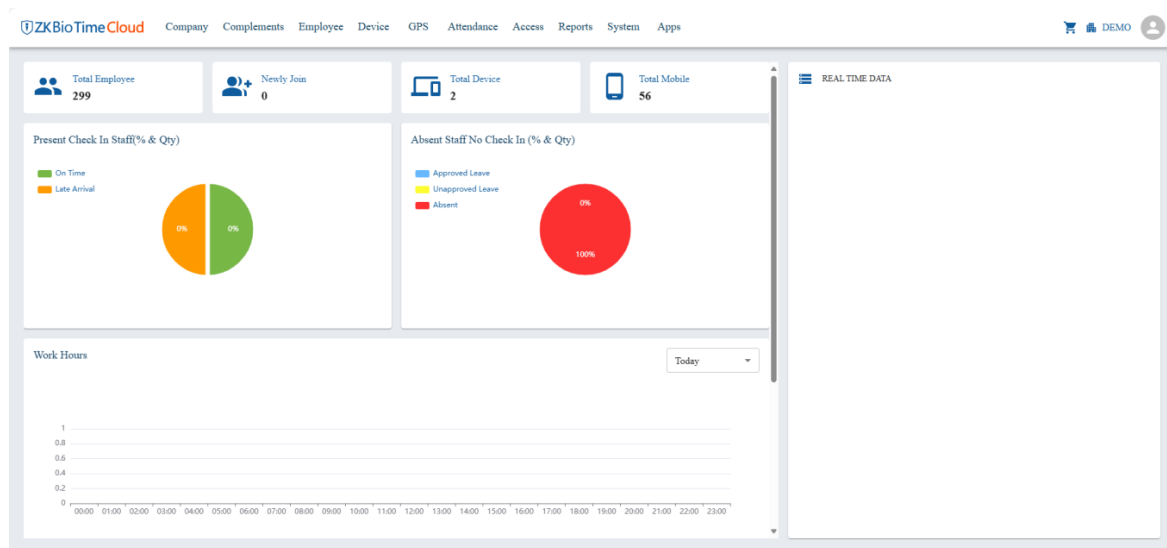 ZKBioTime Cloud Company Complements Employee Device GPS Attendance Access Reports System Apps DEMO
Total Employee
299
Newly Join
0
Total Device
2
Total Mobile
56
REAL TIME DATA
Present Check In Staff(% & Qty)
On Time
Late Arrival
0% 0%
Absent Staff No Check In (% & Qty)
Approved Leave
Unapproved Leave
Absent
0%
100%
Work Hours
Today
1
0.8
0.6
0.4
0.2
0
00:00 01:00 02:00 03:00 04:00 05:00 06:00 07:00 08:00 09:00 10:00 11:00 12:00 13:00 14:00 15:00 16:00 17:00 18:00 19:00 20:00 21:00 22:00 23:00